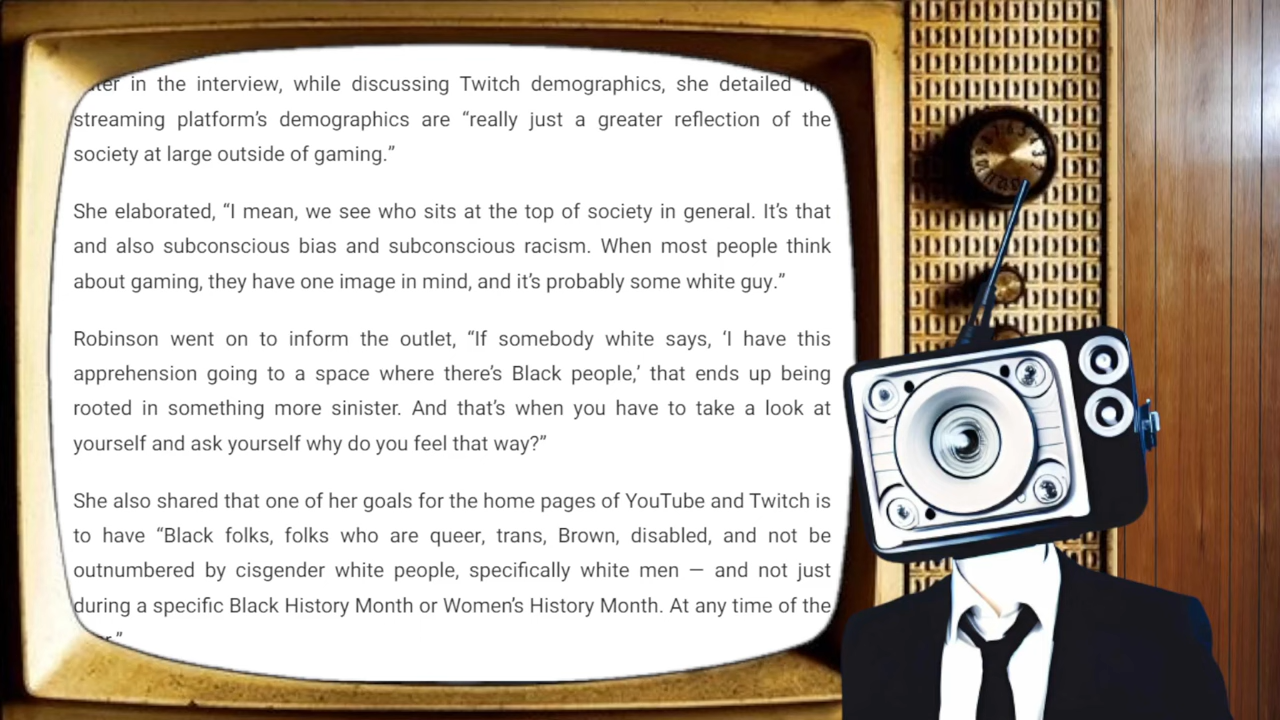 in the interview, while discussing Twitch demographics, she detailed
streaming platform's demographics are “really just a greater reflection of the
society at large outside of gaming.”
She elaborated, “I mean, we see who sits at the top of society in general. It's that
and also subconscious bias and subconscious racism. When most people think
about gaming, they have one image in mind, and it's probably some white guy.”
Robinson went on to inform the outlet, “If somebody white says, ‘I have this
apprehension going to a space where there's Black people,’ that ends up being
rooted in something more sinister. And that's when you have to take a look at
yourself and ask yourself why do you feel that way?”
She also shared that one of her goals for the home pages of YouTube and Twitch is
to have “Black folks, folks who are queer, trans, Brown, disabled, and not be
outnumbered by cisgender white people, specifically white men — and not just
during a specific Black History Month or Women's History Month. At any time of the